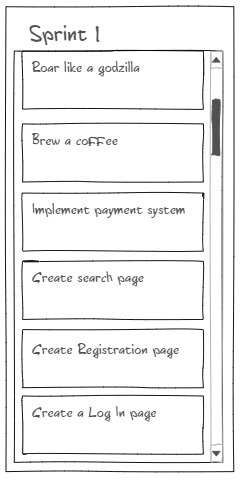 Sprint 1
Roar like a godzilla
Brew a coffee
Implement payment system
Create search page
Create Registration page
Create a Log In page